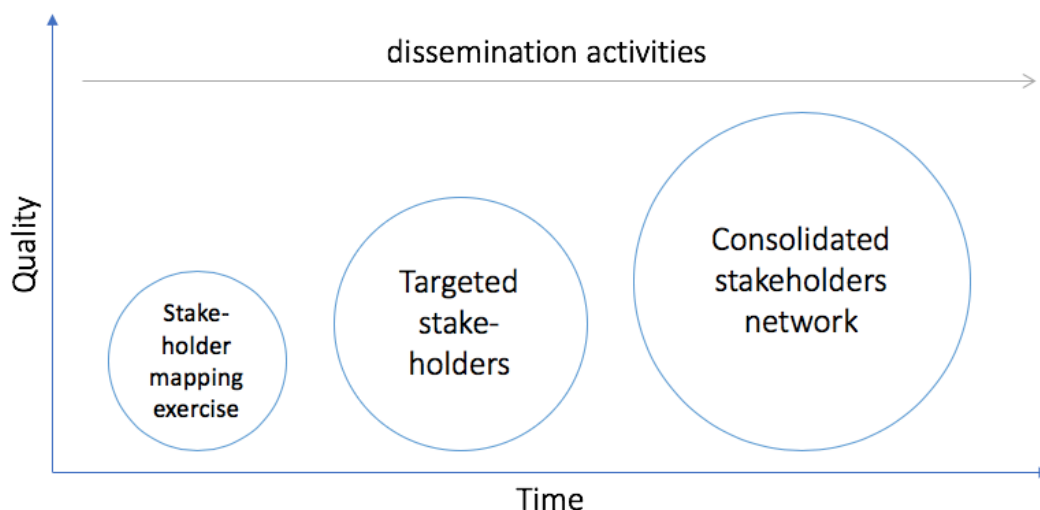 dissemination activities
Quality
Stake-
holder
mapping
exercise
Targeted
stake-
holders
Consolidated
stakeholders
network
Time